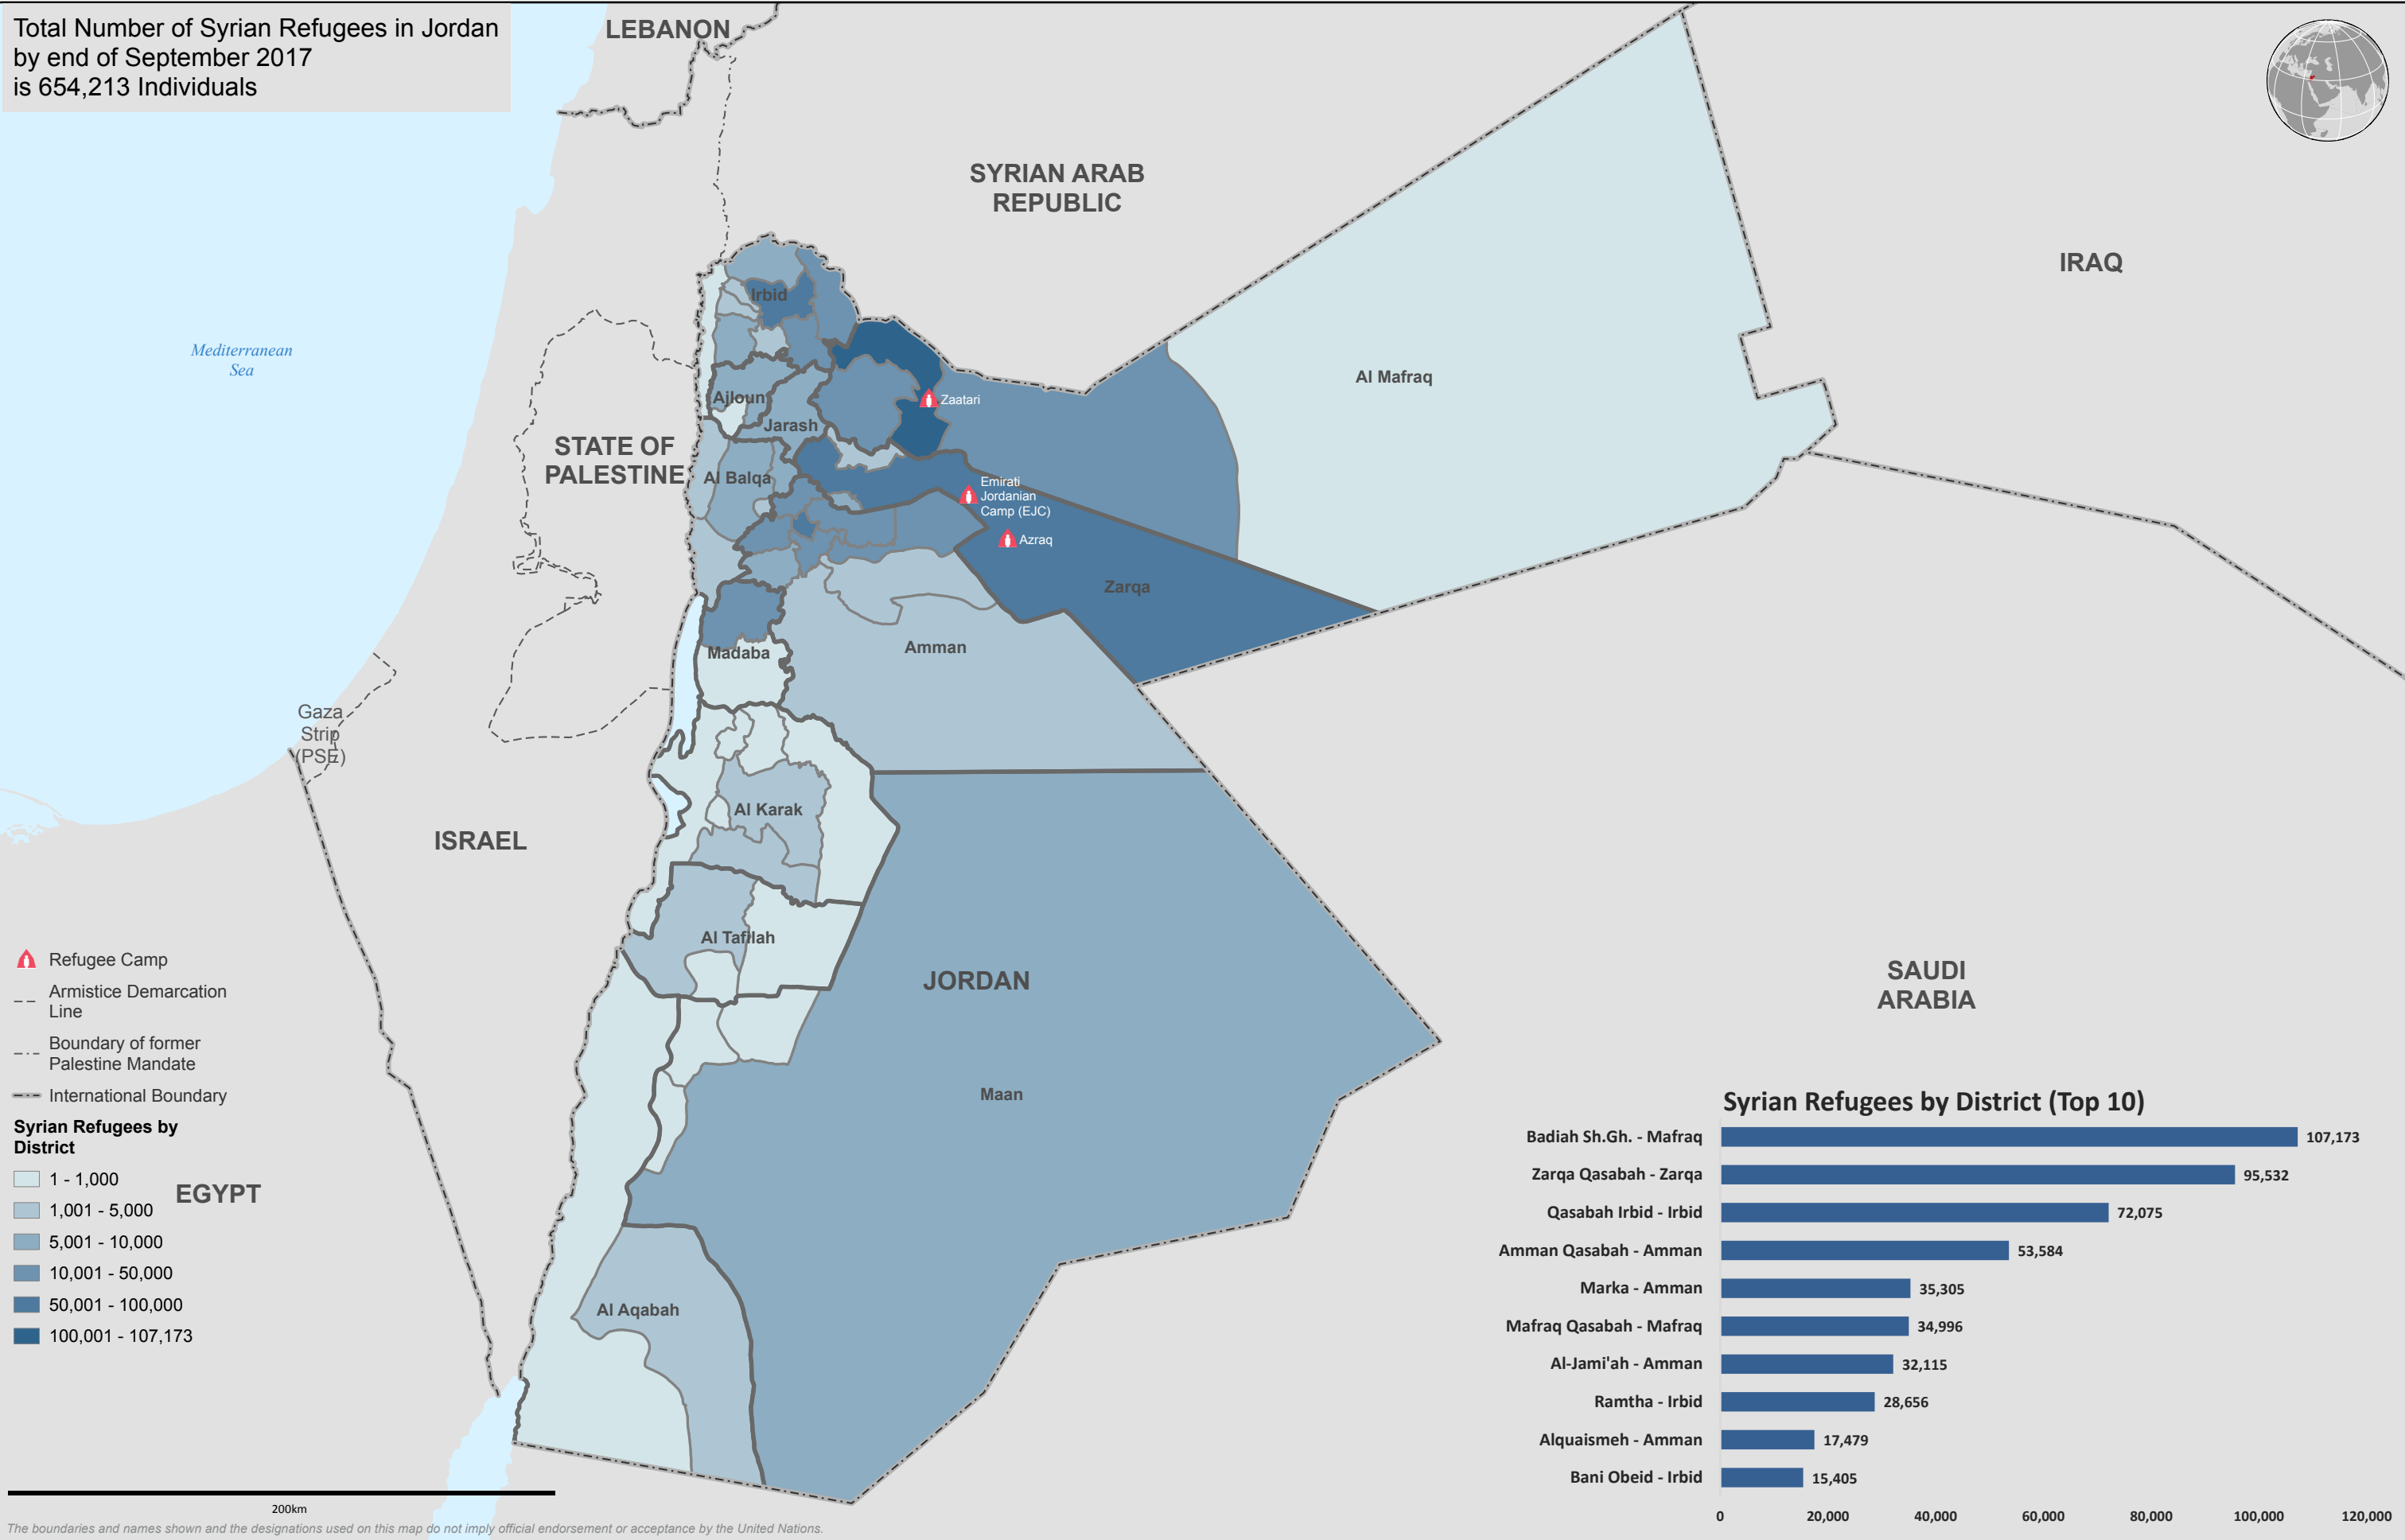 Total Number of Syrian Refugees in Jordan
by end of September 2017
is 654,213 Individuals
LEBANON
SYRIAN ARAB
REPUBLIC
IRAQ
Mediterranean
Sea
Irbid
Al Mafraq
Ajloun
Zaatari
Jarash
STATE OF
PALESTINE
Al Balqa
Emirati
Jordanian
Camp (EJC)
Azraq
Zarqa
Amman
Madaba
Gaza
Strip
(PSE)
Al Karak
ISRAEL
Al Tafilah
JORDAN
SAUDI
ARABIA
Maan
EGYPT
Al Aqabah
Refugee Camp
Armistice Demarcation
Line
Boundary of former
Palestine Mandate
International Boundary
Syrian Refugees by
District
1 - 1,000
1,001 - 5,000
5,001 - 10,000
10,001 - 50,000
50,001 - 100,000
100,001 - 107,173
Syrian Refugees by District (Top 10)
Badiah Sh.Gh. - Mafraq 107,173
Zarqa Qasabah - Zarqa 95,532
Qasabah Irbid - Irbid 72,075
Amman Qasabah - Amman 53,584
Marka - Amman 35,305
Mafraq Qasabah - Mafraq 34,996
Al-Jami'ah - Amman 32,115
Ramtha - Irbid 28,656
Alquaismeh - Amman 17,479
Bani Obeid - Irbid 15,405
0 20,000 40,000 60,000 80,000 100,000 120,000
200km
The boundaries and names shown and the designations used on this map do not imply official endorsement or acceptance by the United Nations.